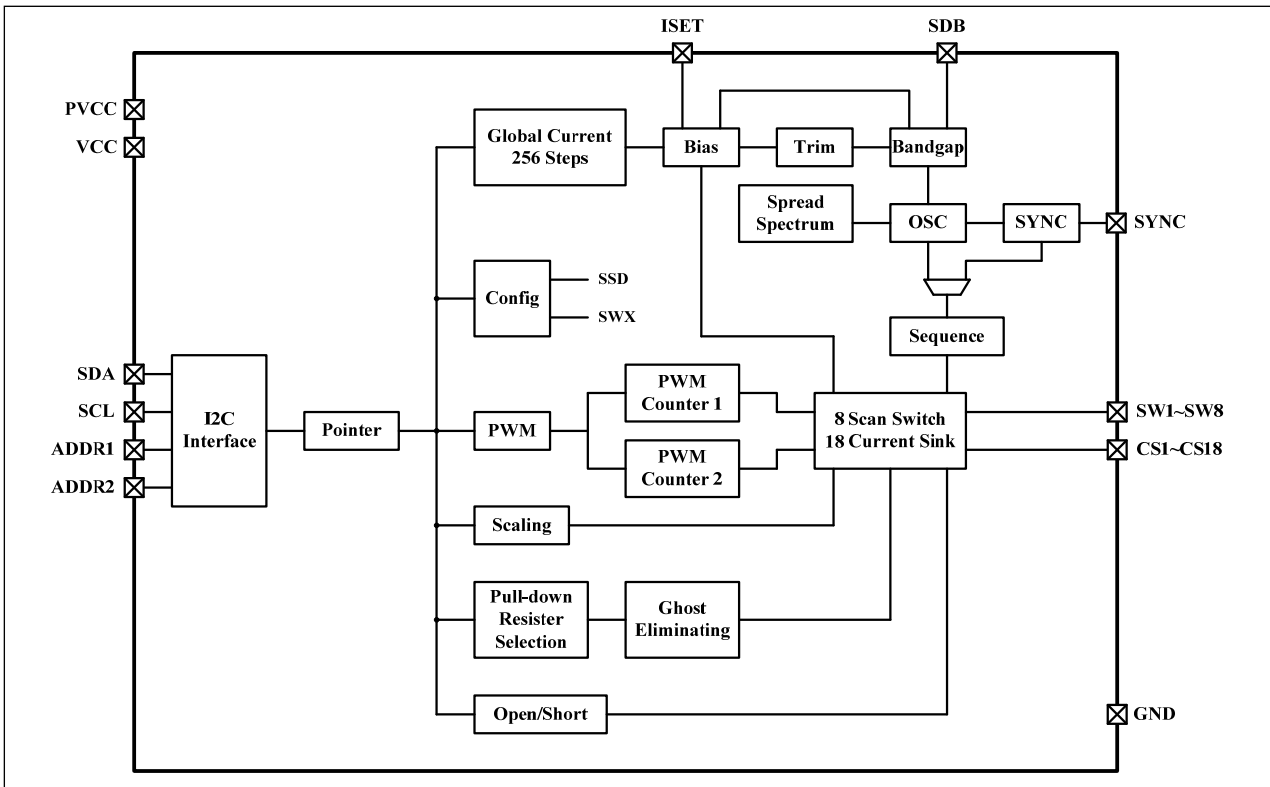 ISET
SDB
PVCC
VCC
Global Current
256 Steps
Bias
Trim
Bandgap
Spread
Spectrum
OSC
SYNC
SYNC
Config
SSD
SWX
Sequence
SDA
SCL
ADDR1
ADDR2
I2C
Interface
Pointer
PWM
PWM
Counter 1
PWM
Counter 2
8 Scan Switch
18 Current Sink
SW1~SW8
CS1~CS18
Scaling
Pull-down
Resister
Selection
Ghost
Eliminating
Open/Short
GND